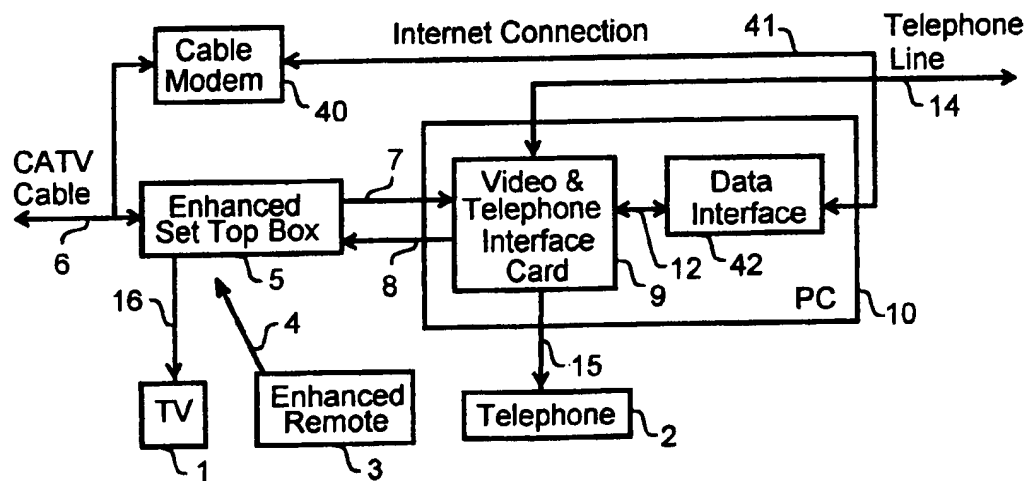 Cable
Modem
40
Internet Connection
41
Telephone
Line
14
CATV
Cable
6
Enhanced
Set Top Box
5
7
8
Video &
Telephone
Interface
Card
9
12
Data
Interface
42
PC
10
16
4
15
TV
1
Enhanced
Remote
3
Telephone
2